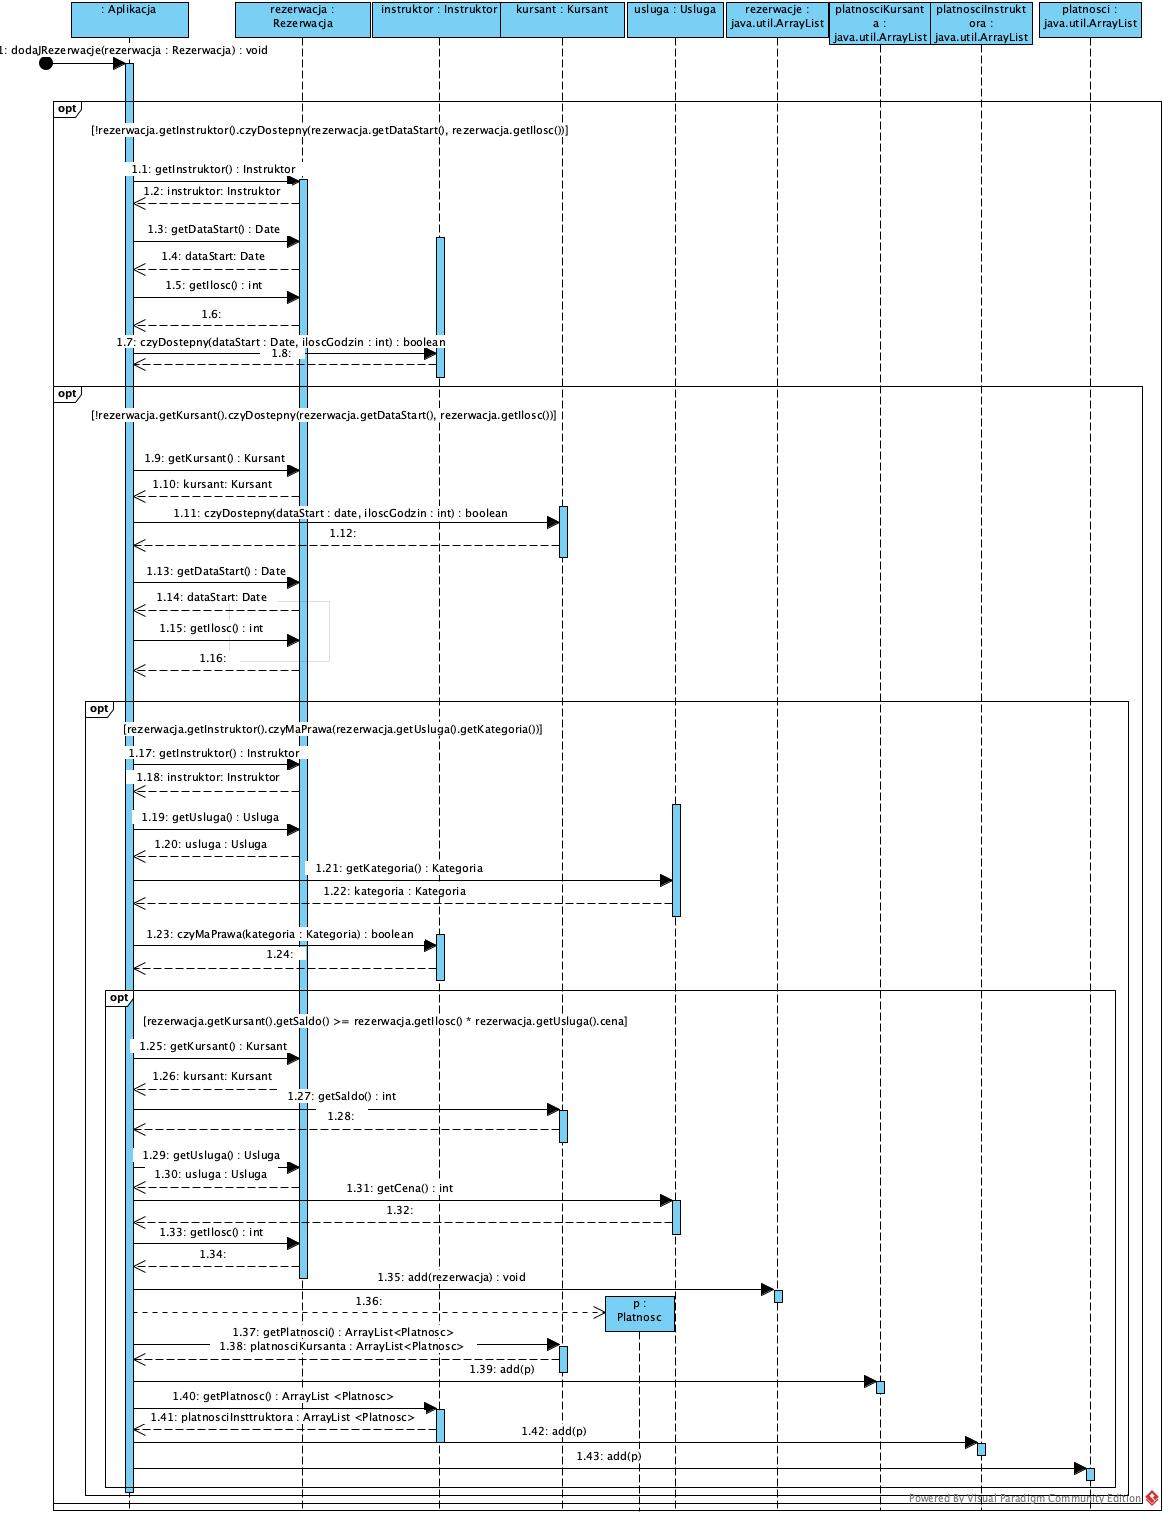 : Aplikacja
rezerwacja :
Rezerwacja
instruktor : Instruktor
kursant : Kursant
usluga : Usluga
rezerwacje :
java.util.ArrayList
platnosciKursant
a :
java.util.ArrayList
platnosciInstrukt
ora :
java.util.ArrayList
platnosci :
java.util.ArrayList
1: dodajRezerwacje(rezerwacja : Rezerwacja) : void
opt
[!rezerwacja.getInstruktor().czyDostepny(rezerwacja.getDataStart(), rezerwacja.getIlosc())]
1.1: getInstruktor() : Instruktor
1.2: instruktor: Instruktor
1.3: getDataStart() : Date
1.4: dataStart: Date
1.5: getIlosc() : int
1.6:
1.7: czyDostepny(dataStart : Date, iloscGodzin : int) : boolean
1.8:
opt
[!rezerwacja.getKursant().czyDostepny(rezerwacja.getDataStart(), rezerwacja.getIlosc())]
1.9: getKursant() : Kursant
1.10: kursant: Kursant
1.11: czyDostepny(dataStart : date, iloscGodzin : int) : boolean
1.12:
1.13: getDataStart() : Date
1.14: dataStart: Date
1.15: getIlosc() : int
1.16:
opt
[rezerwacja.getInstruktor().czyMaPrawa(rezerwacja.getUsluga().getKategoria())]
1.17: getInstruktor() : Instruktor
1.18: instruktor: Instruktor
1.19: getUsluga() : Usluga
1.20: usluga : Usluga
1.21: getKategoria() : Kategoria
1.22: kategoria : Kategoria
1.23: czyMaPrawa(kategoria : Kategoria) : boolean
1.24:
opt
[rezerwacja.getKursant().getSaldo() >= rezerwacja.getIlosc() * rezerwacja.getUsluga().cena]
1.25: getKursant() : Kursant
1.26: kursant: Kursant
1.27: getSaldo() : int
1.28:
1.29: getUsluga() : Usluga
1.30: usluga : Usluga
1.31: getCena() : int
1.32:
1.33: getIlosc() : int
1.34:
1.35: add(rezerwacja) : void
1.36:
p :
Platnosc
1.37: getPlatnosci() : ArrayList<Platnosc>
1.38: platnosciKursanta : ArrayList<Platnosc>
1.39: add(p)
1.40: getPlatnosc() : ArrayList <Platnosc>
1.41: platnosciInsttruktora : ArrayList <Platnosc>
1.42: add(p)
1.43: add(p)
Powered By Visual Paradigm Community Edition